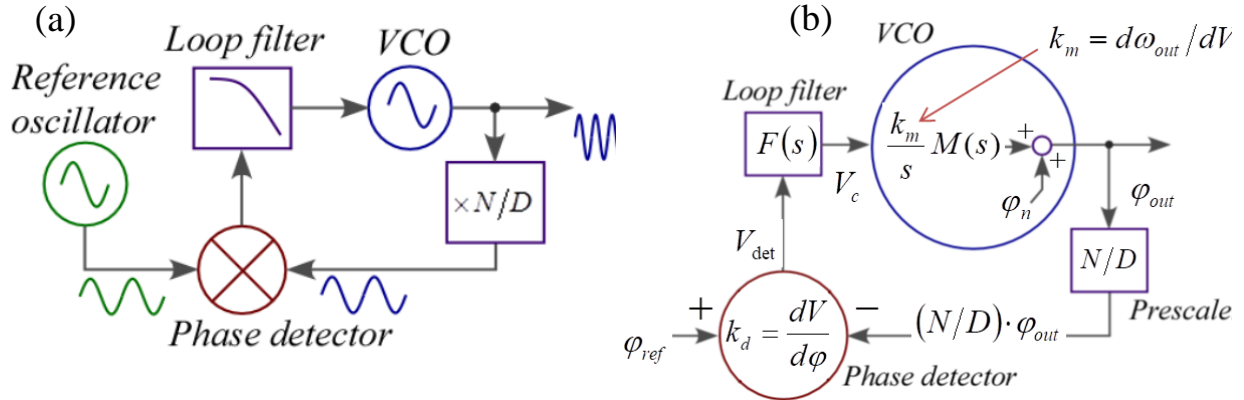 (a)
Loop filter
VCO
Reference
oscillator
×N/D
Phase detector
(b)
VCO
k_m = dω_out/dV
Loop filter
F(s)
k_m/s M(s)
+
+
V_c
φ_n
φ_out
V_det
N/D
Prescale
+
−
(N/D)·φ_out
φ_ref
k_d = dV/dφ
Phase detector